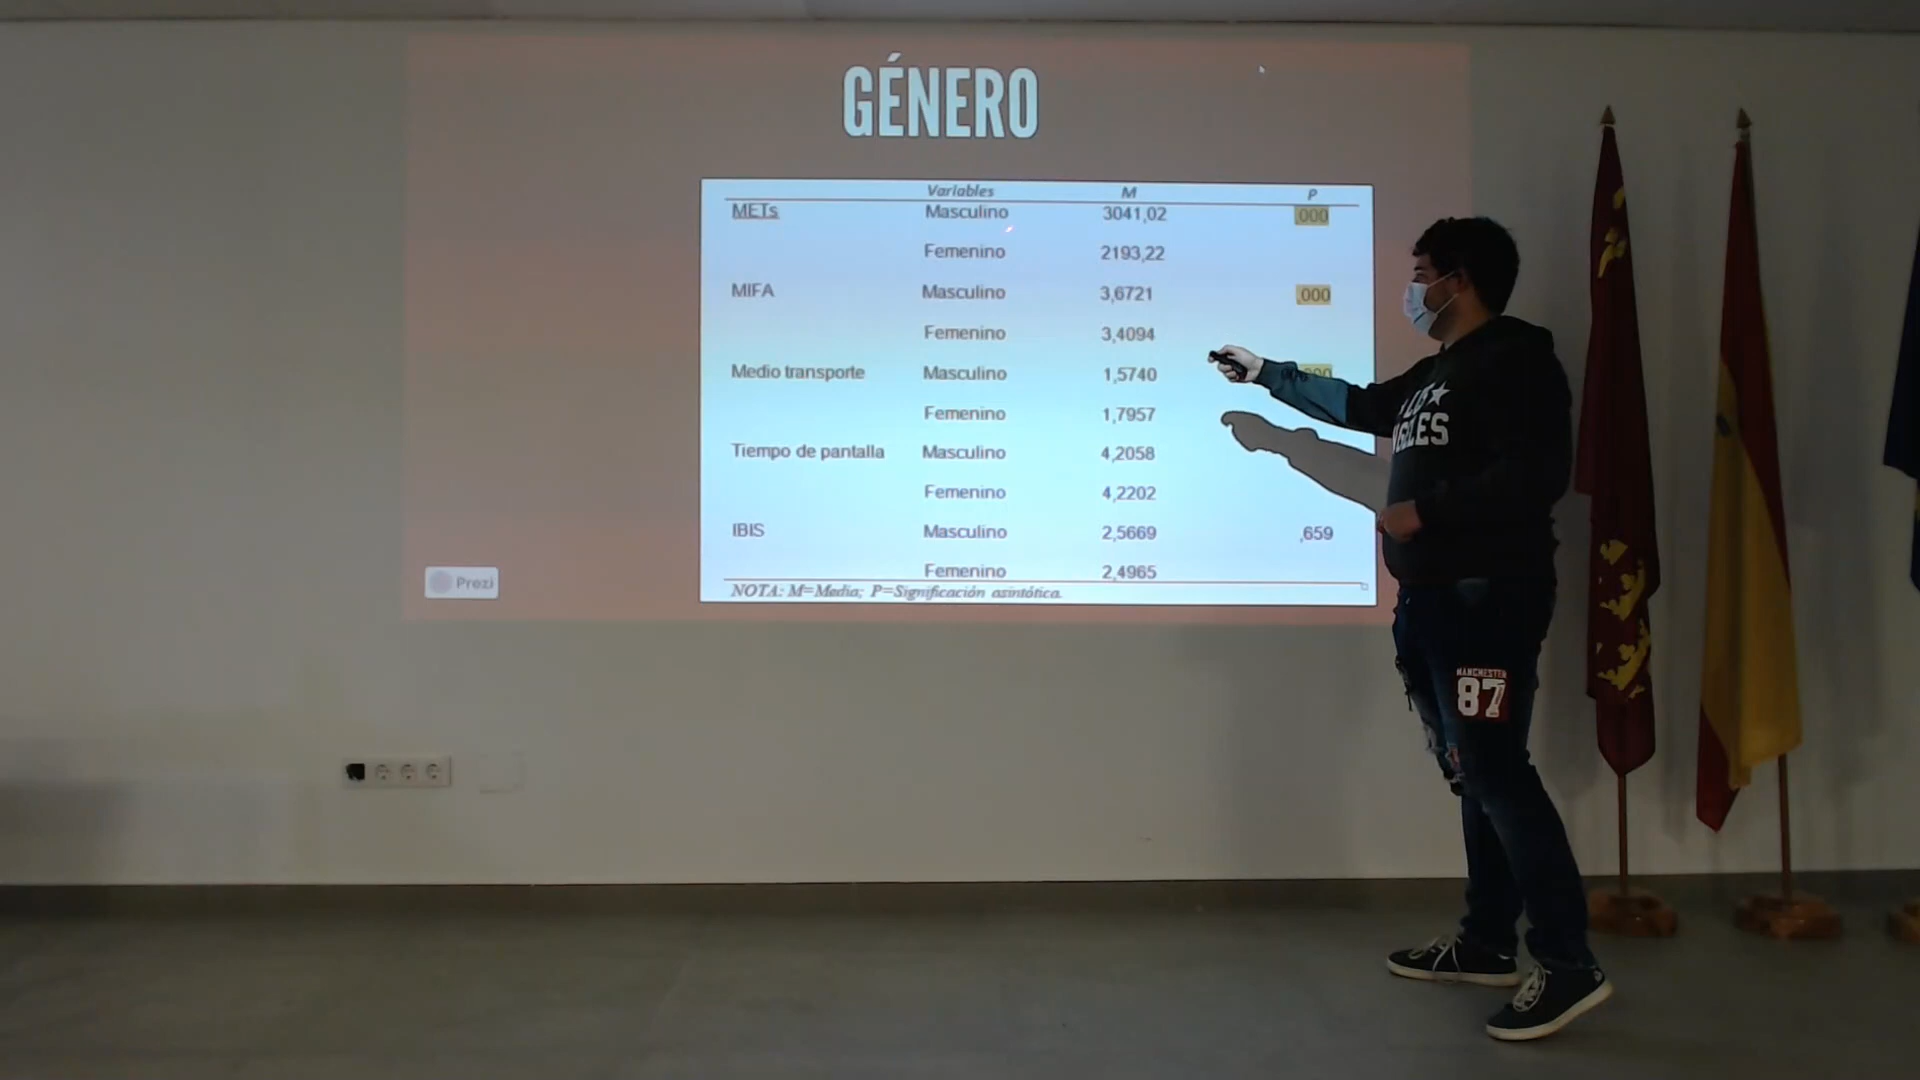 GÉNERO
Variables M P
METs Masculino 3041,02 ,000
Femenino 2193,22
MIFA Masculino 3,6721 ,000
Femenino 3,4094
Medio transporte Masculino 1,5740 ,000
Femenino 1,7957
Tiempo de pantalla Masculino 4,2058
Femenino 4,2202
IBIS Masculino 2,5669 ,659
Femenino 2,4965
NOTA: M=Media; P=Significación asintótica.
Prezi
MANCHESTER
87